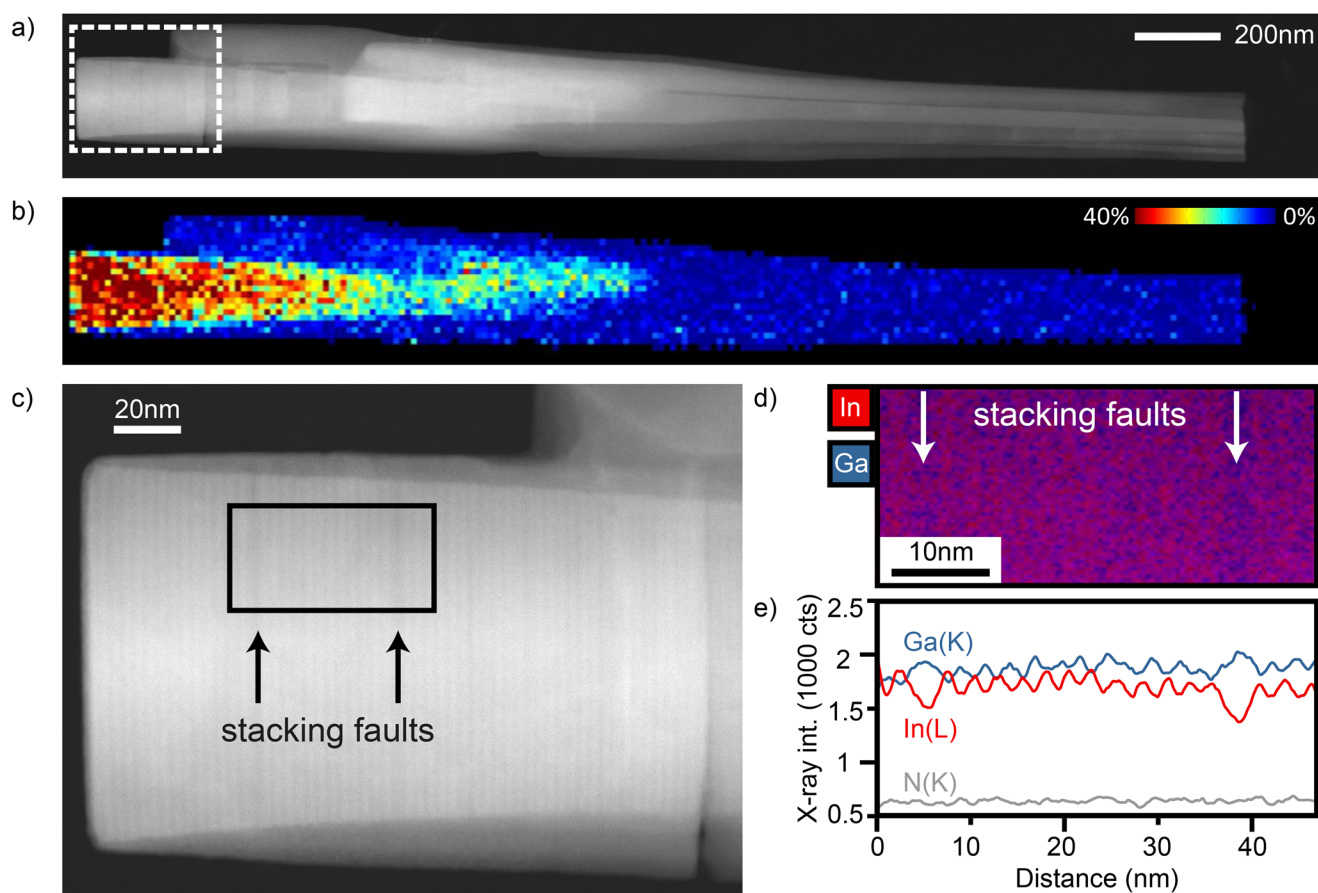 a)
200nm
b)
40%
0%
c)
20nm
stacking faults
d)
In
Ga
stacking faults
10nm
e)
X-ray int. (1000 cts)
2.5
2
1.5
1
0.5
Ga(K)
In(L)
N(K)
0 10 20 30 40
Distance (nm)